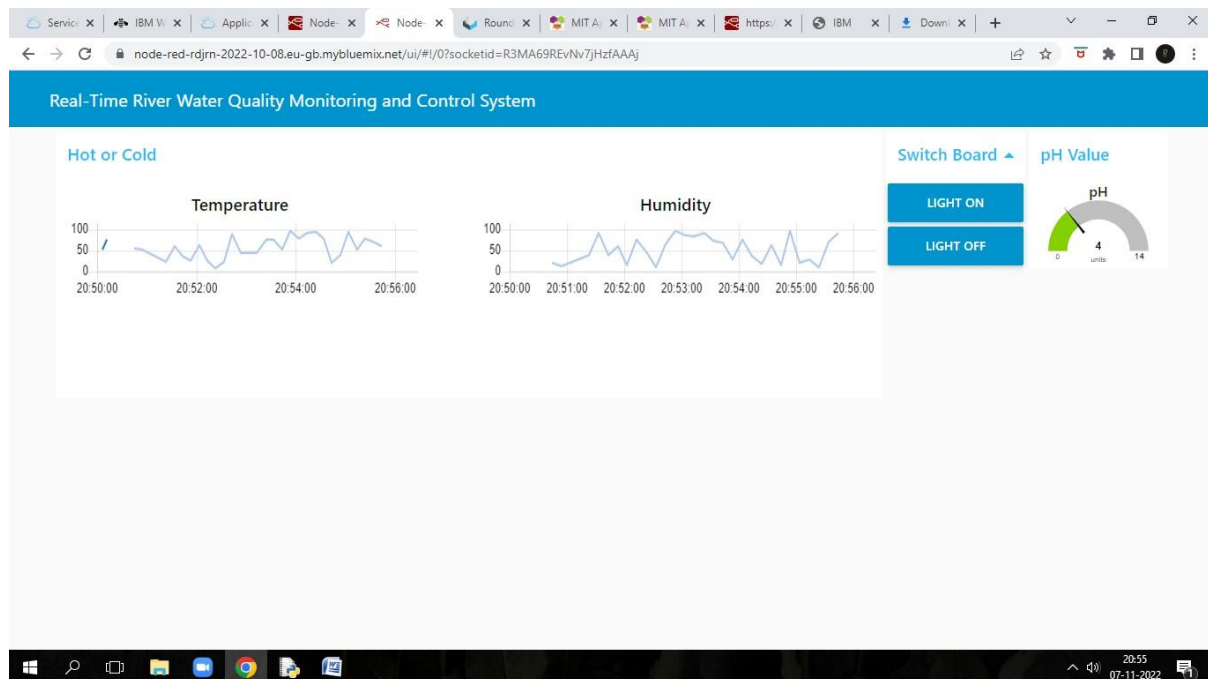 Service
IBM W
Applic
Node-
Node-
Round
MIT A
MIT A
https:/
IBM
Downl
node-red-rdjrn-2022-10-08.eu-gb.mybluemix.net/ui/#!/0?socketid=R3MA69REvNv7jHzfAAAj
Real-Time River Water Quality Monitoring and Control System
Hot or Cold
Temperature
100
50
0
20:50:00 20:52:00 20:54:00 20:56:00
Humidity
100
50
0
20:50:00 20:51:00 20:52:00 20:53:00 20:54:00 20:55:00 20:56:00
Switch Board
LIGHT ON
LIGHT OFF
pH Value
pH
4
0 units 14
20:55
07-11-2022